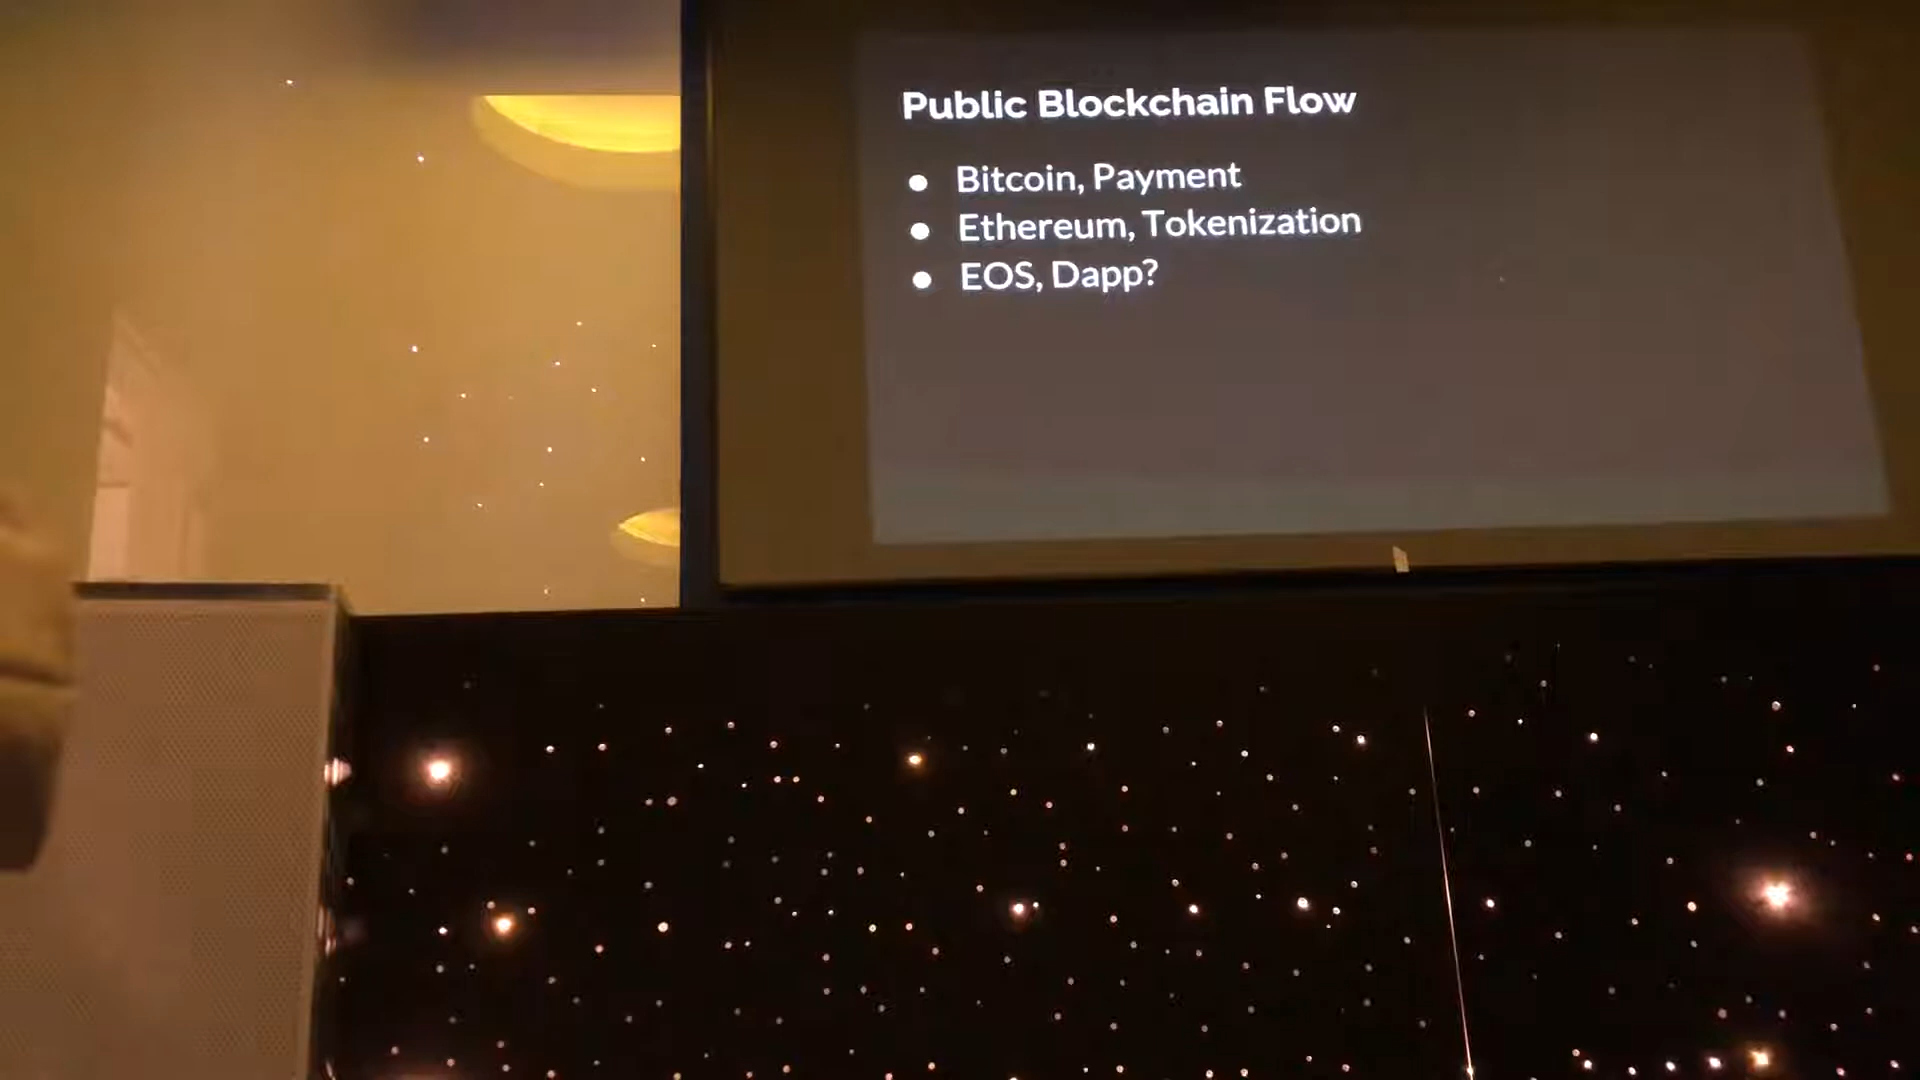 Public Blockchain Flow
● Bitcoin, Payment
● Ethereum, Tokenization
● EOS, Dapp?